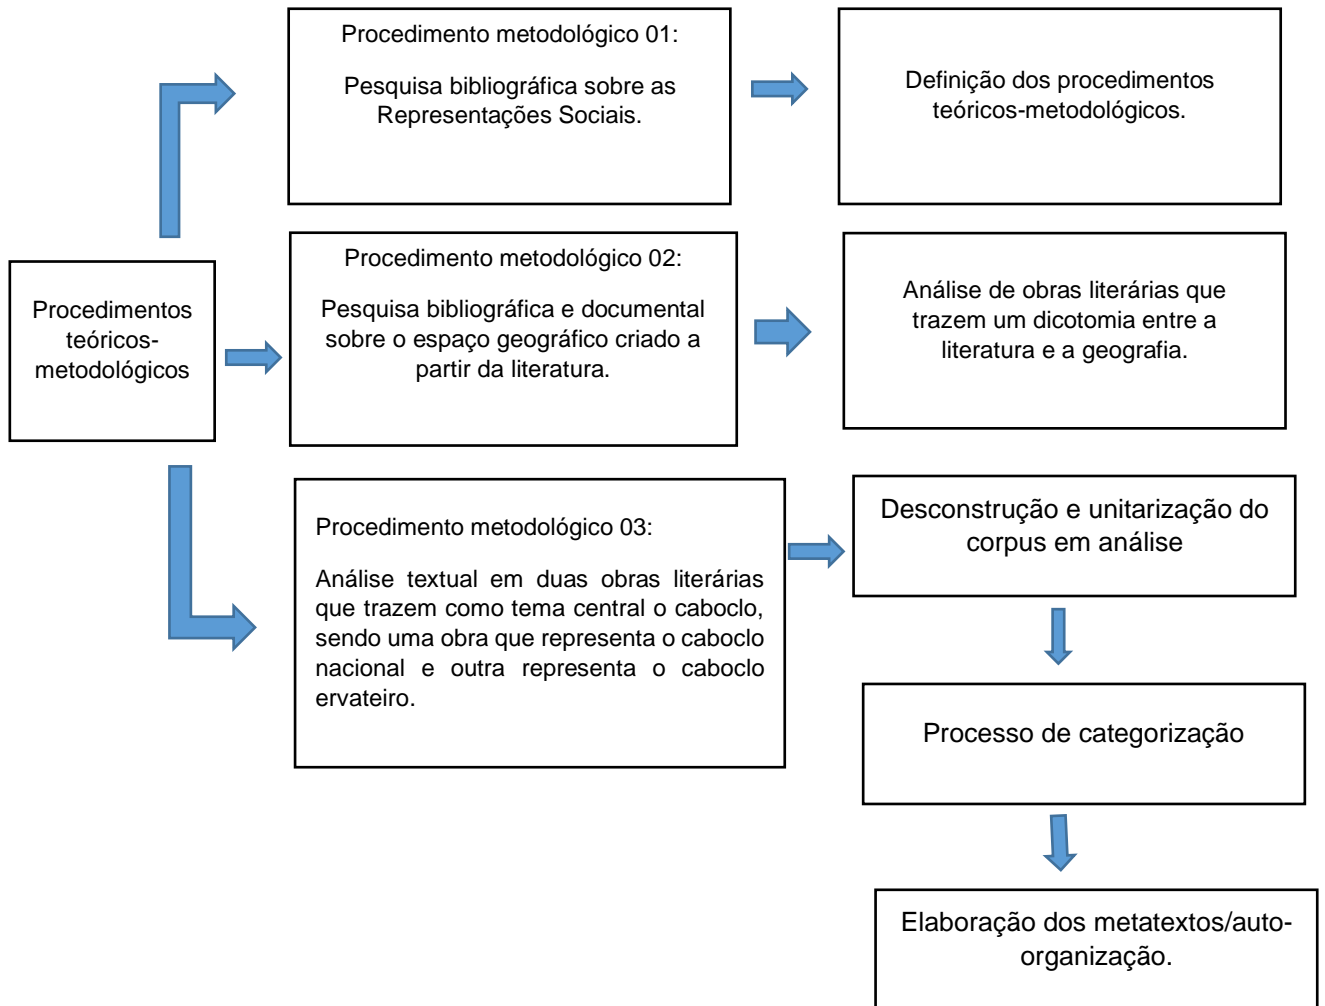 Procedimentos
teóricos-
metodológicos
Procedimento metodológico 01:
Pesquisa bibliográfica sobre as
Representações Sociais.
Definição dos procedimentos
teóricos-metodológicos.
Procedimento metodológico 02:
Pesquisa bibliográfica e documental
sobre o espaço geográfico criado a
partir da literatura.
Análise de obras literárias que
trazem um dicotomia entre a
literatura e a geografia.
Procedimento metodológico 03:
Análise textual em duas obras literárias
que trazem como tema central o caboclo,
sendo uma obra que representa o caboclo
nacional e outra representa o caboclo
ervateiro.
Desconstrução e unitarização do
corpus em análise
Processo de categorização
Elaboração dos metatextos/auto-
organização.